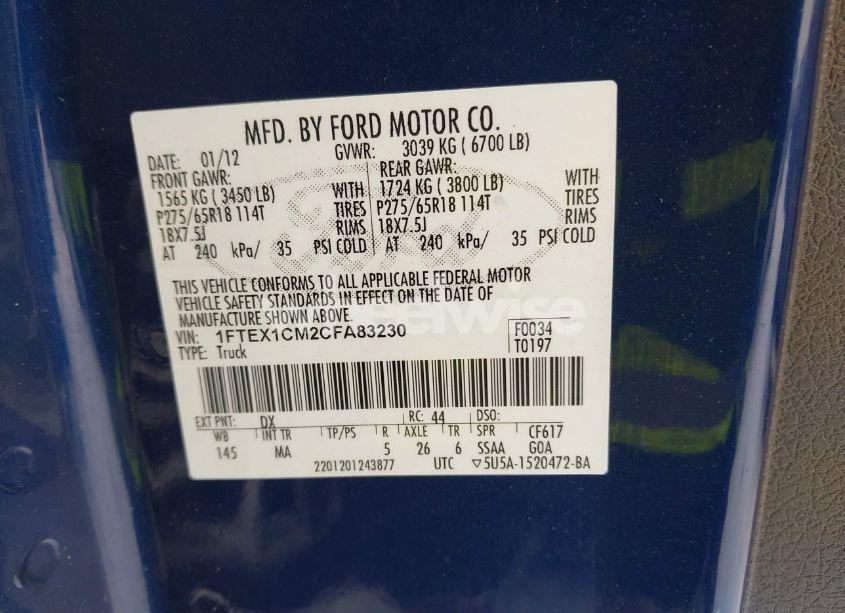 MFD. BY FORD MOTOR CO.
DATE: 01/12 GVWR: 3039 KG ( 6700 LB)
FRONT GAWR: REAR GAWR:
1565 KG ( 3450 LB) WITH 1724 KG ( 3800 LB) WITH
P275/65R18 114T TIRES P275/65R18 114T TIRES
18X7.5J RIMS 18X7.5J RIMS
AT 240 kPa/ 35 PSI COLD AT 240 kPa/ 35 PSI COLD
THIS VEHICLE CONFORMS TO ALL APPLICABLE FEDERAL MOTOR
VEHICLE SAFETY STANDARDS IN EFFECT ON THE DATE OF
MANUFACTURE SHOWN ABOVE.
VIN: 1FTEX1CM2CFA83230 F0034
TYPE: Truck T0197
EXT PNT: DX RC: 44 DSO:
WB INT TR TP/PS R AXLE TR SPR CF617
145 MA 5 26 6 SSAA GOA
2201201243877 UTC ▽5U5A-1520472-BA